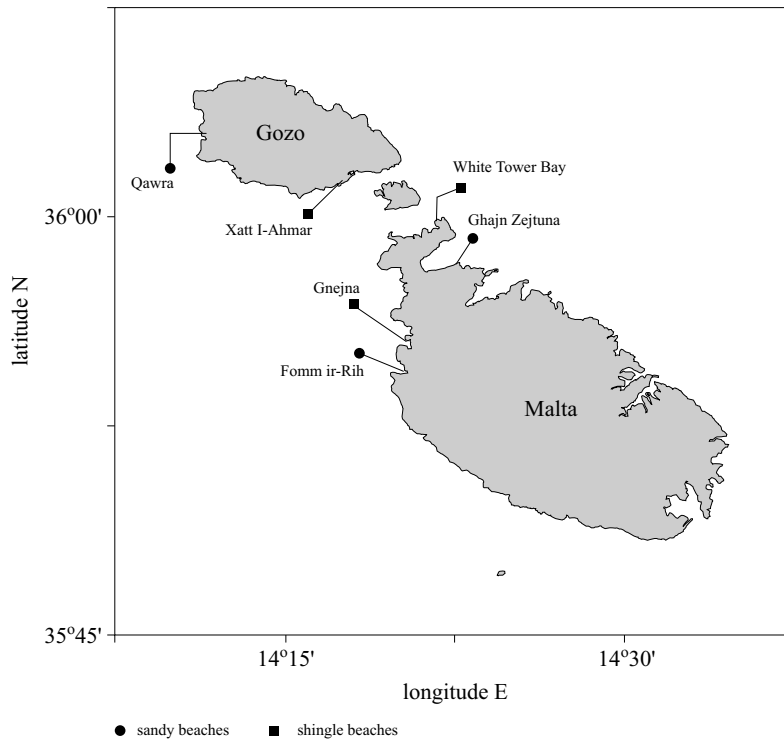 Gozo
White Tower Bay
Qawra
Ghajn Zejtuna
36°00'
Xatt I-Ahmar
Gnejna
latitude N
Fomm ir-Rih
Malta
35°45'
14°15'
14°30'
longitude E
sandy beaches
shingle beaches